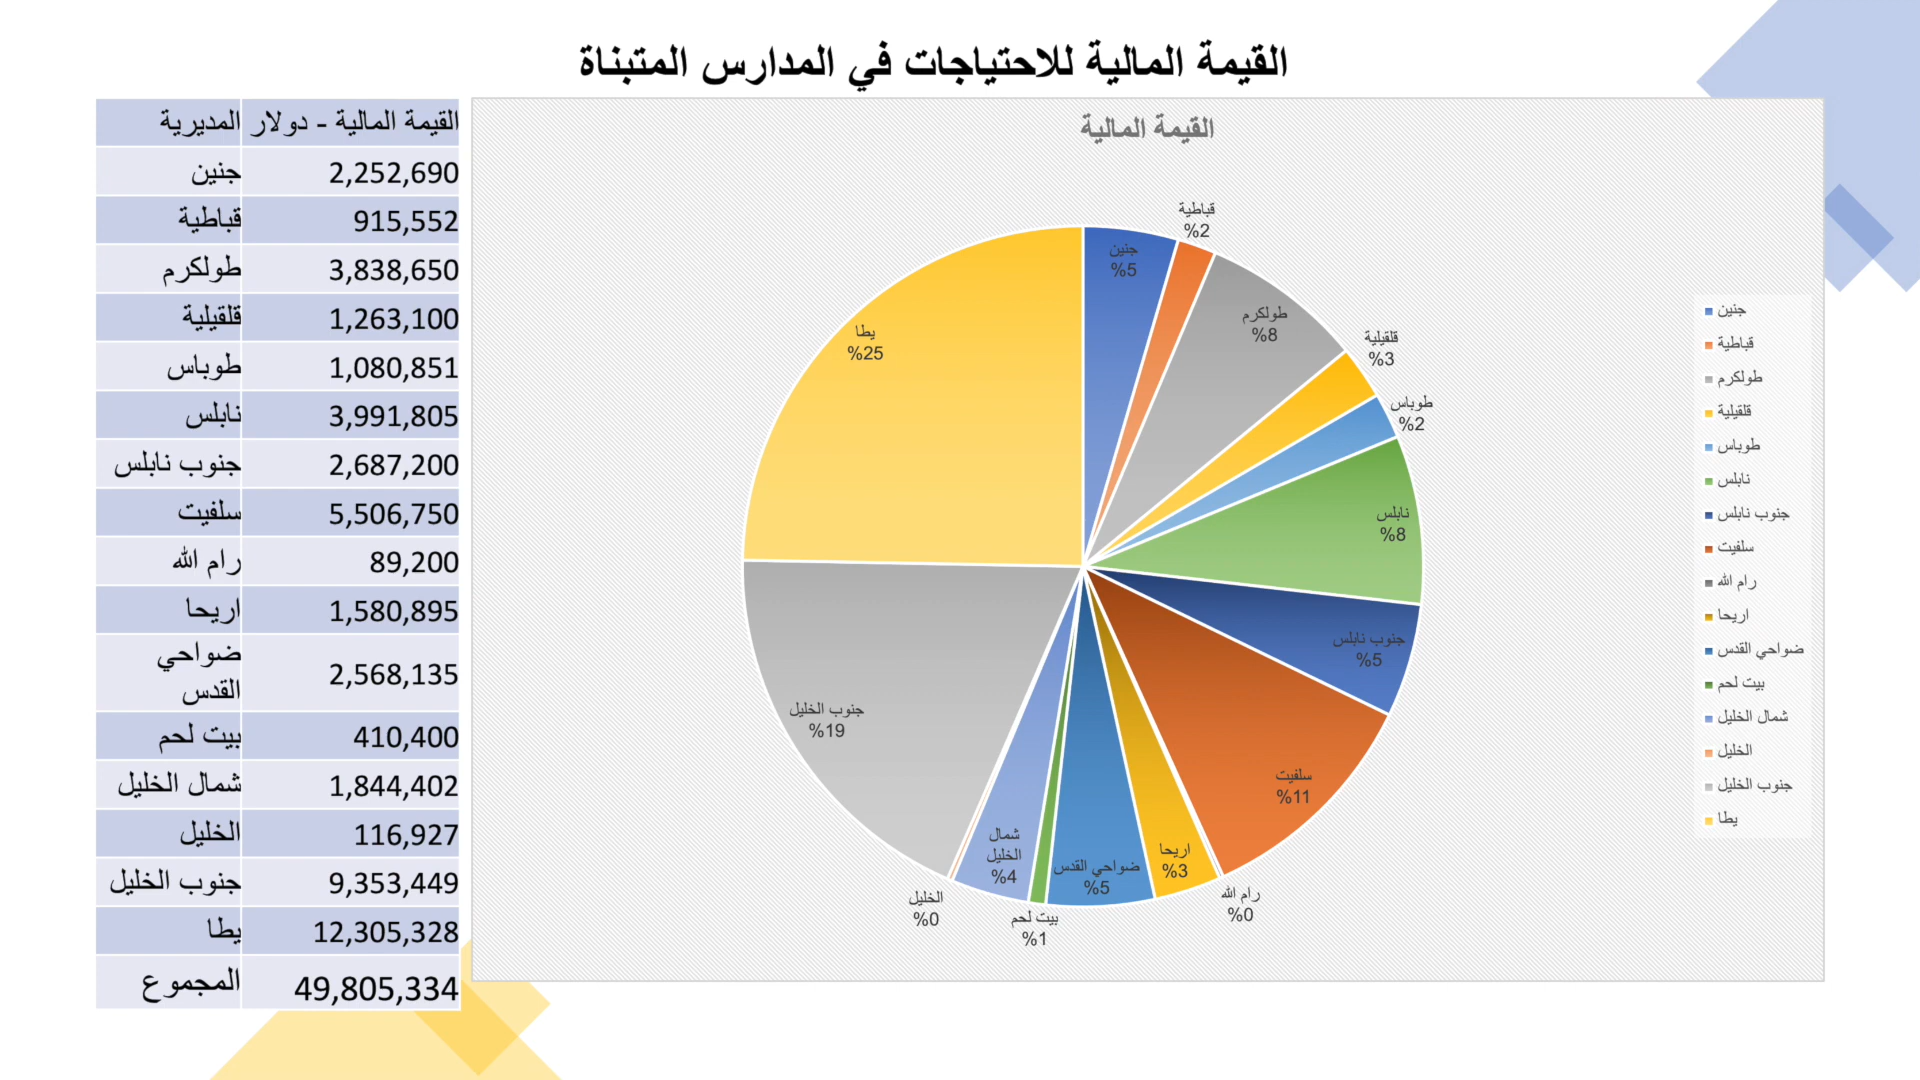 القيمة المالية للاحتياجات في المدارس المتبناة
المديرية القيمة المالية - دولار
جنين 2,252,690
قباطية 915,552
طولكرم 3,838,650
قلقيلية 1,263,100
طوباس 1,080,851
نابلس 3,991,805
جنوب نابلس 2,687,200
سلفيت 5,506,750
رام الله 89,200
اريحا 1,580,895
ضواحي
القدس 2,568,135
بيت لحم 410,400
شمال الخليل 1,844,402
الخليل 116,927
جنوب الخليل 9,353,449
يطا 12,305,328
المجموع 49,805,334
القيمة المالية
جنين
%5
قباطية
%2
طولكرم
%8
قلقيلية
%3
طوباس
%2
نابلس
%8
جنوب نابلس
%5
سلفيت
%11
رام الله
%0
اريحا
%3
ضواحي القدس
%5
بيت لحم
%1
شمال
الخليل
%4
الخليل
%0
جنوب الخليل
%19
يطا
%25
جنين
قباطية
طولكرم
قلقيلية
طوباس
نابلس
جنوب نابلس
سلفيت
رام الله
اريحا
ضواحي القدس
بيت لحم
شمال الخليل
الخليل
جنوب الخليل
يطا